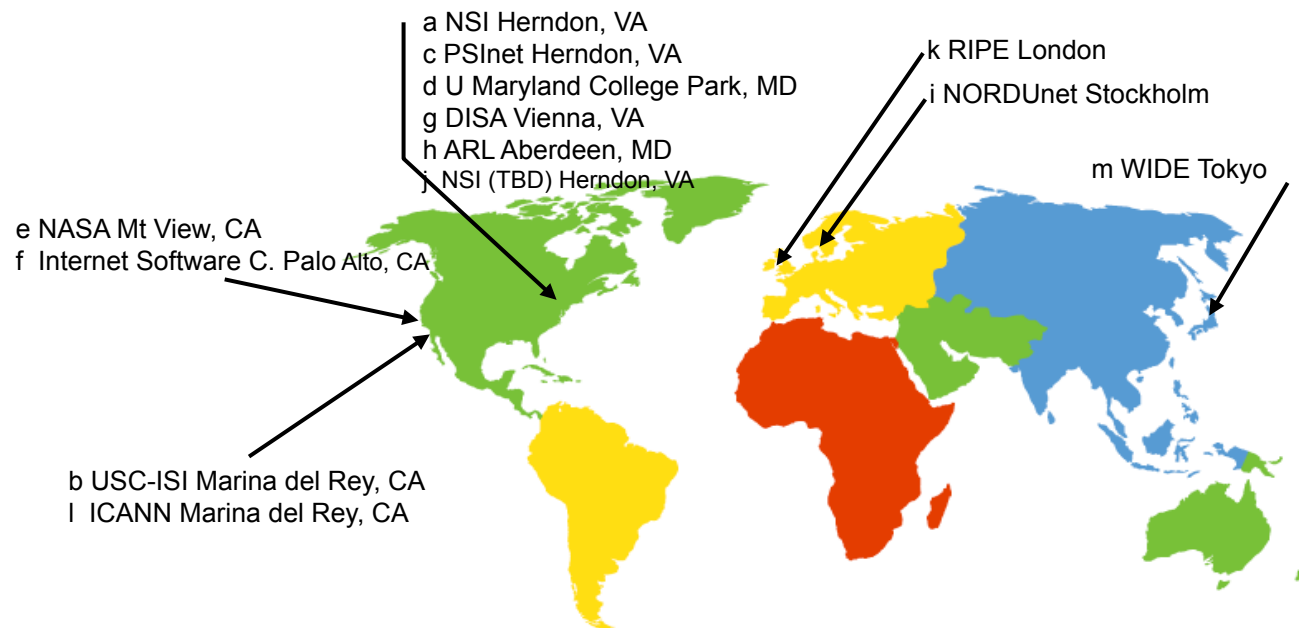 a NSI Herndon, VA
c PSInet Herndon, VA
d U Maryland College Park, MD
g DISA Vienna, VA
h ARL Aberdeen, MD
j NSI (TBD) Herndon, VA
k RIPE London
i NORDUnet Stockholm
m WIDE Tokyo
e NASA Mt View, CA
f Internet Software C. Palo Alto, CA
b USC-ISI Marina del Rey, CA
l ICANN Marina del Rey, CA